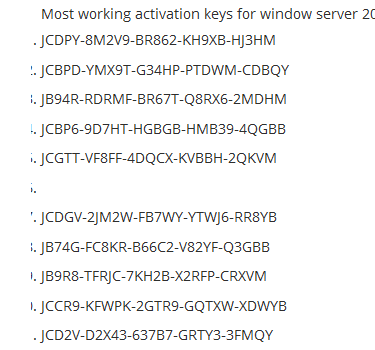 Most working activation keys for window server
. JCDPY-8M2V9-BR862-KH9XB-HJ3HM
. JCBPD-YMX9T-G34HP-PTDWM-CDBQY
. JB94R-RDRMF-BR67T-Q8RX6-2MDHM
. JCBP6-9D7HT-HGBGB-HMB39-4QGBB
. JCGTT-VF8FF-4DQCX-KVBBH-2QKVM
.
. JCDGV-2JM2W-FB7WY-YTWJ6-RR8YB
. JB74G-FC8KR-B66C2-V82YF-Q3GBB
. JB9R8-TFRJC-7KH2B-X2RFP-CRXVM
. JCCR9-KFWPK-2GTR9-GQTXW-XDWYB
. JCD2V-D2X43-637B7-GRTY3-3FMQY